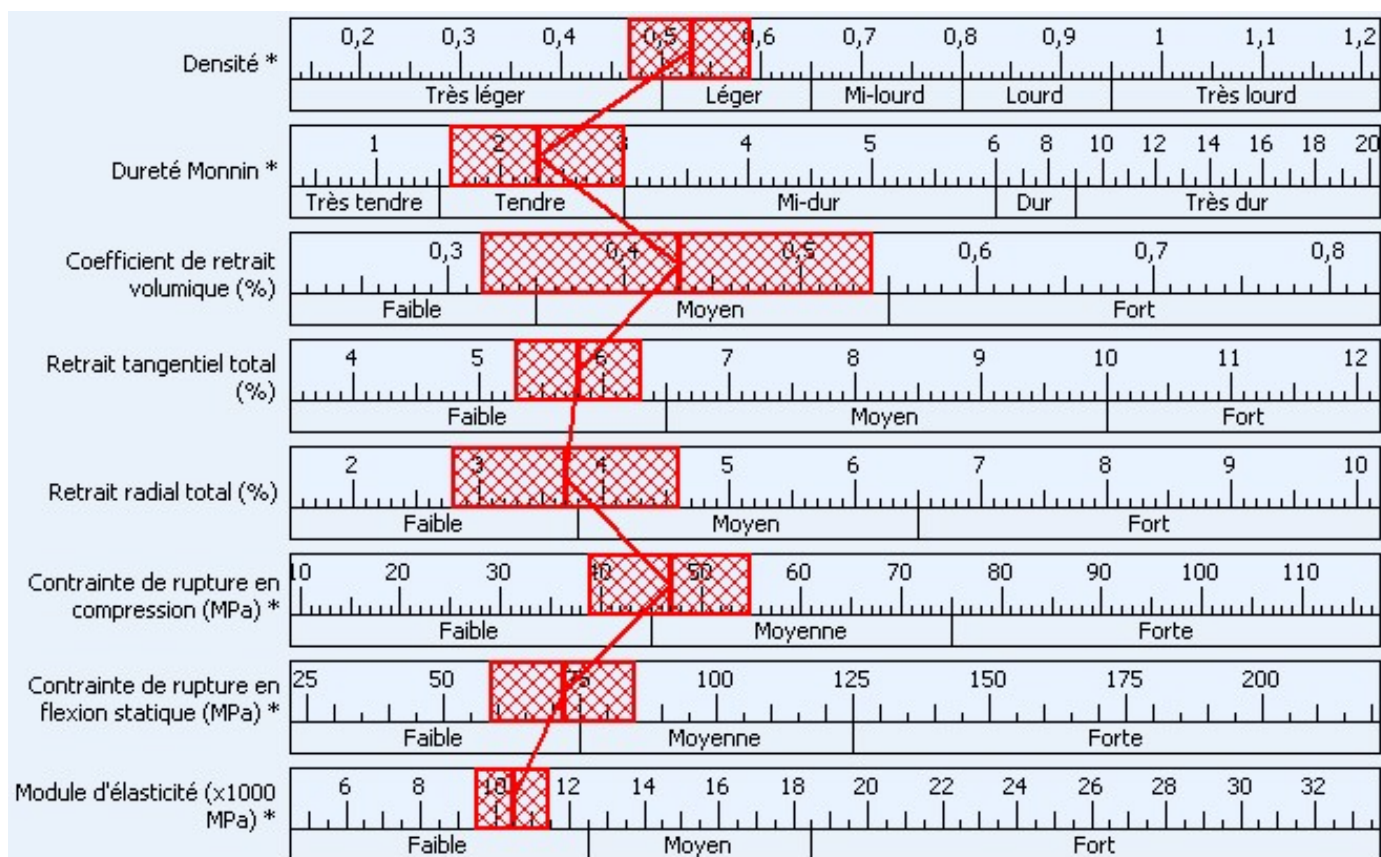 0,2 0,3 0,4 0,5 0,6 0,7 0,8 0,9 1 1,1 1,2
Densité *
Très léger Léger Mi-lourd Lourd Très lourd
1 2 3 4 5 6 8 10 12 14 16 18 20
Dureté Monnin *
Très tendre Tendre Mi-dur Dur Très dur
0,3 0,4 0,5 0,6 0,7 0,8
Coefficient de retrait
volumique (%)
Faible Moyen Fort
4 5 6 7 8 9 10 11 12
Retrait tangentiel total
(%)
Faible Moyen Fort
2 3 4 5 6 7 8 9 10
Retrait radial total (%)
Faible Moyen Fort
10 20 30 40 50 60 70 80 90 100 110
Contrainte de rupture en
compression (MPa) *
Faible Moyenne Forte
25 50 75 100 125 150 175 200
Contrainte de rupture en
flexion statique (MPa) *
Faible Moyenne Forte
6 8 10 12 14 16 18 20 22 24 26 28 30 32
Module d'élasticité (x1000
MPa) *
Faible Moyen Fort